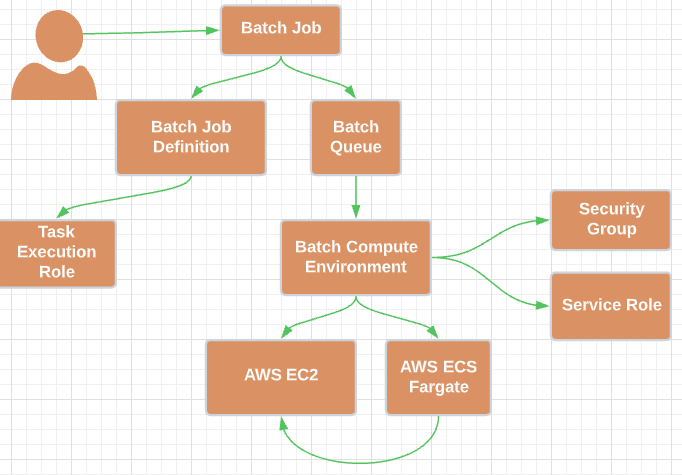 Batch Job
Batch Job
Definition
Batch
Queue
Task
Execution
Role
Batch Compute
Environment
Security
Group
Service Role
AWS EC2
AWS ECS
Fargate